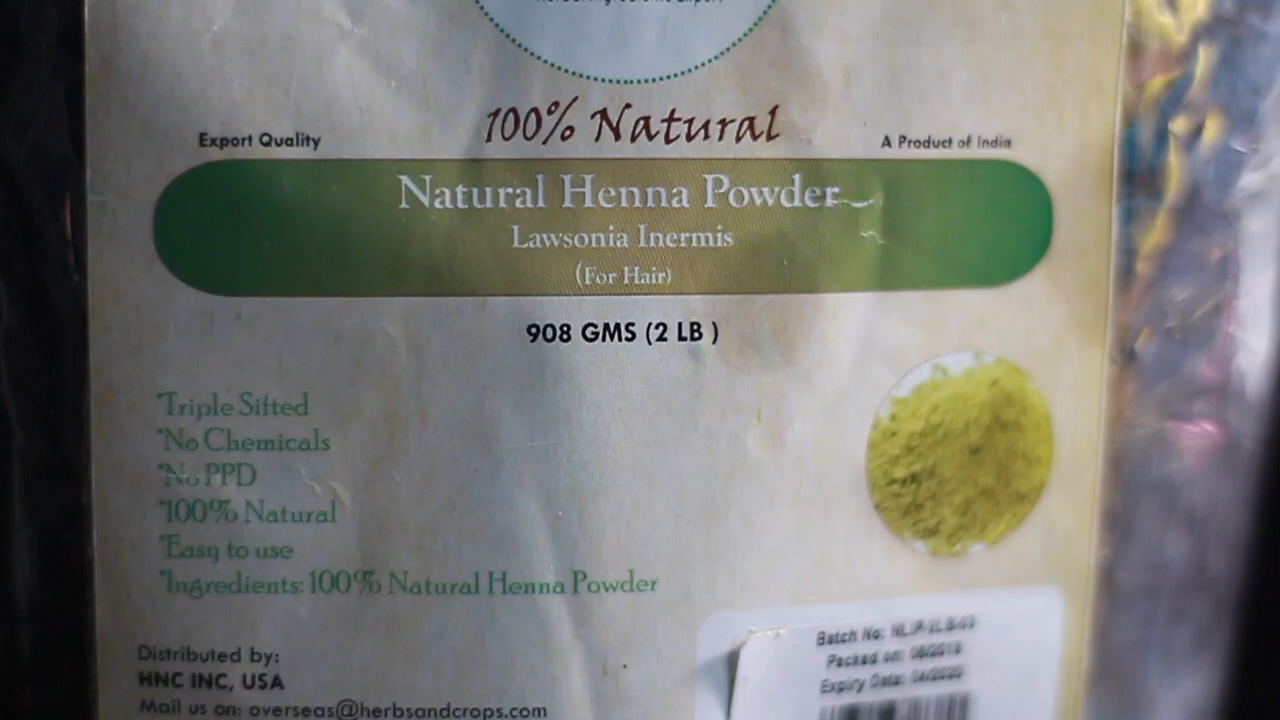 100% Natural
Export Quality
A Product of India
Natural Henna Powder
Lawsonia Inermis
(For Hair)
908 GMS (2 LB )
*Triple Sifted
*No Chemicals
*No PPD
*100% Natural
*Easy to use
*Ingredients: 100% Natural Henna Powder
Distributed by:
HNC INC, USA
Mail us on: overseas@herbsandcrops.com
Batch No:
Packed on:
Expiry Date: